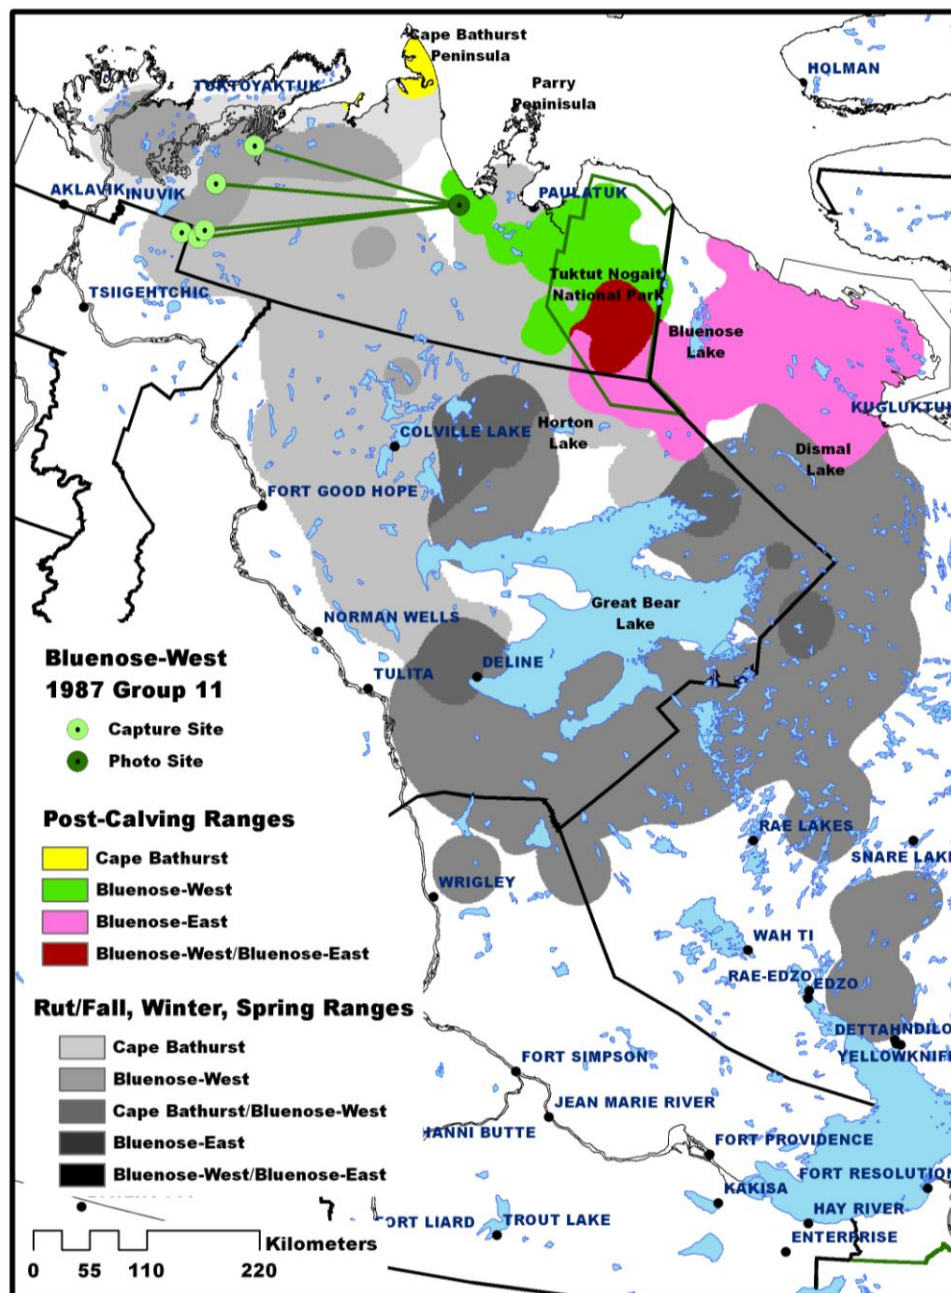 Cape Bathurst
Peninsula
HOLMAN
TUKTOYAKTUK
Parry
Peninisula
AKLAVIK
INUVIK
PAULATUK
Tuktut Nogait
National Park
TSIIGEHTCHIC
Bluenose
Lake
KUGLUKTUK
Horton
Lake
COLVILLE LAKE
Dismal
Lake
FORT GOOD HOPE
Great Bear
Lake
NORMAN WELLS
DELINE
TULITA
Bluenose-West
1987 Group 11
Capture Site
Photo Site
Post-Calving Ranges
Cape Bathurst
Bluenose-West
Bluenose-East
Bluenose-West/Bluenose-East
RAE LAKES
SNARE LAKE
WRIGLEY
WAH TI
RAE-EDZO
EDZO
DETTAH
NDILO
YELLOWKNIFE
Rut/Fall, Winter, Spring Ranges
Cape Bathurst
Bluenose-West
Cape Bathurst/Bluenose-West
Bluenose-East
Bluenose-West/Bluenose-East
FORT SIMPSON
JEAN MARIE RIVER
HANNI BUTTE
FORT PROVIDENCE
FORT RESOLUTION
KAKISA
HAY RIVER
ORT LIARD
TROUT LAKE
ENTERPRISE
Kilometers
0 55 110 220